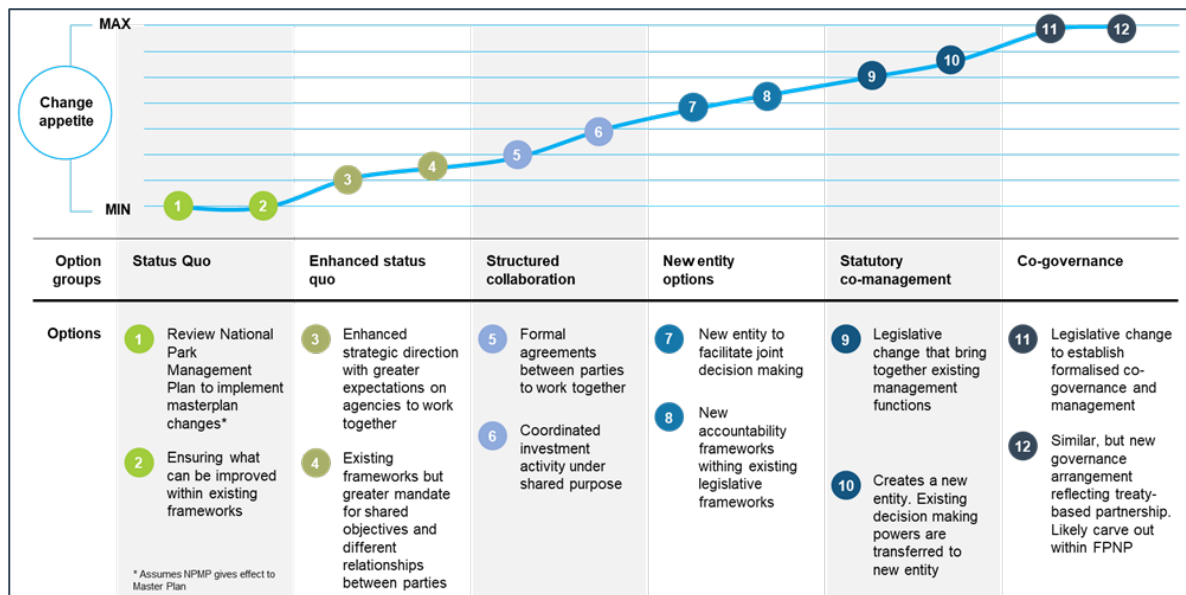 MAX
Change
appetite
MIN
1
2
3
4
5
6
7
8
9
10
11
12
Option
groups
Status Quo
Enhanced status
quo
Structured
collaboration
New entity
options
Statutory
co-management
Co-governance
Options
1
Review National
Park
Management
Plan to implement
masterplan
changes*
2
Ensuring what
can be improved
within existing
frameworks
* Assumes NPMP gives effect to
Master Plan
3
Enhanced
strategic direction
with greater
expectations on
agencies to work
together
4
Existing
frameworks but
greater mandate
for shared
objectives and
different
relationships
between parties
5
Formal
agreements
between parties
to work together
6
Coordinated
investment
activity under
shared purpose
7
New entity to
facilitate joint
decision making
8
New
accountability
frameworks
withing existing
legislative
frameworks
9
Legislative
change that bring
together existing
management
functions
10
Creates a new
entity. Existing
decision making
powers are
transferred to
new entity
11
Legislative change
to establish
formalised co-
governance and
management
12
Similar, but new
governance
arrangement
reflecting treaty-
based partnership.
Likely carve out
within FPNP